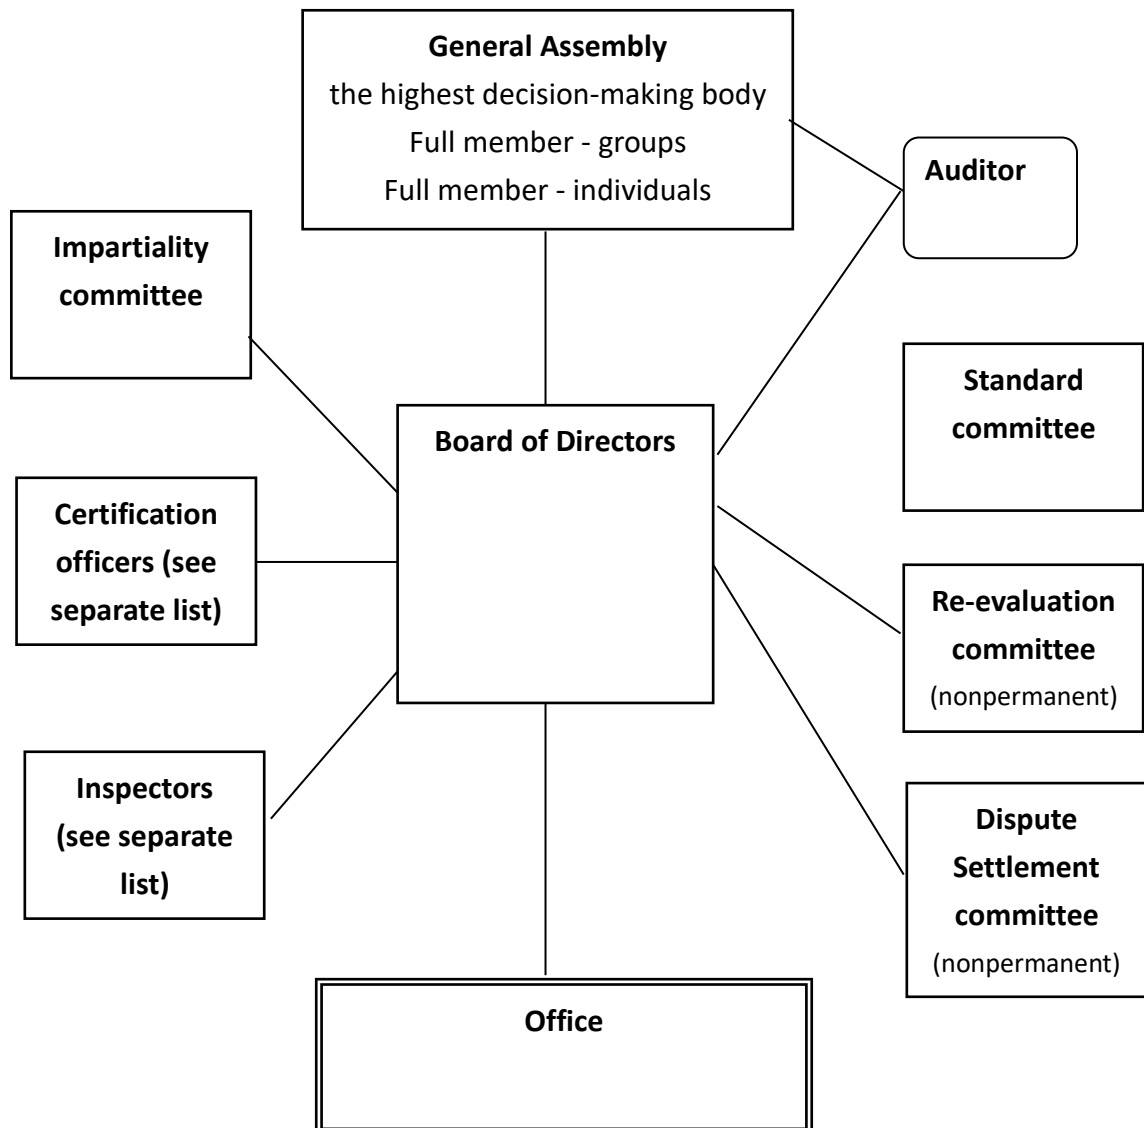 General Assembly
the highest decision-making body
Full member - groups
Full member - individuals
Auditor
Impartiality
committee
Standard
committee
Board of Directors
Certification
officers (see
separate list)
Re-evaluation
committee
(nonpermanent)
Inspectors
(see separate
list)
Dispute
Settlement
committee
(nonpermanent)
Office